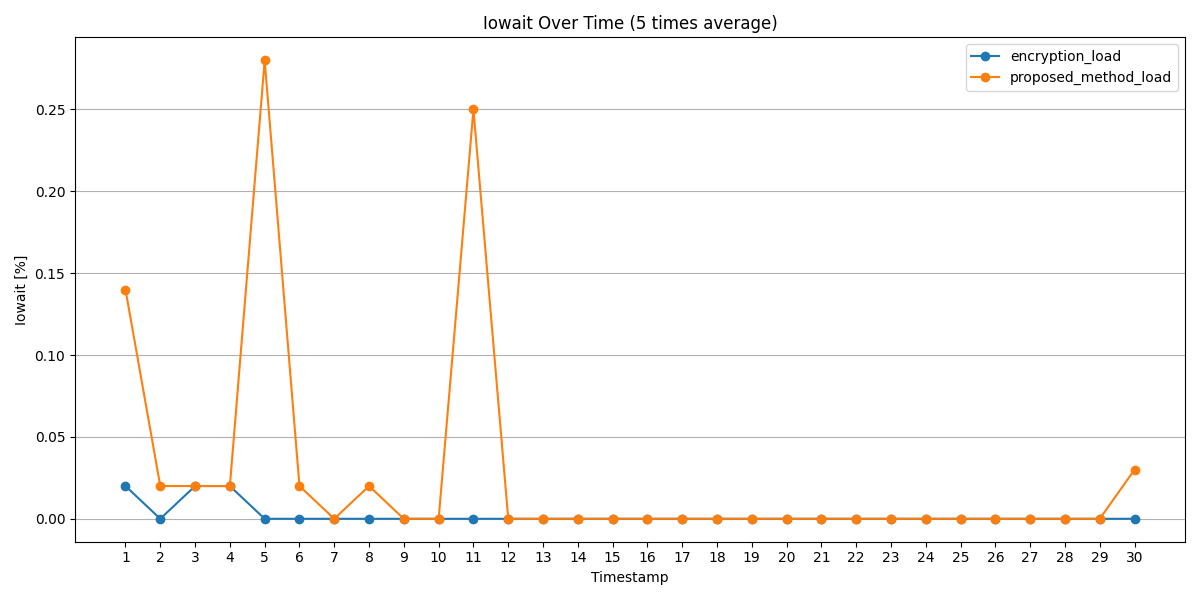 Iowait Over Time (5 times average)
encryption_load
proposed_method_load
Iowait [%]
0.25
0.20
0.15
0.10
0.05
0.00
1 2 3 4 5 6 7 8 9 10 11 12 13 14 15 16 17 18 19 20 21 22 23 24 25 26 27 28 29 30
Timestamp